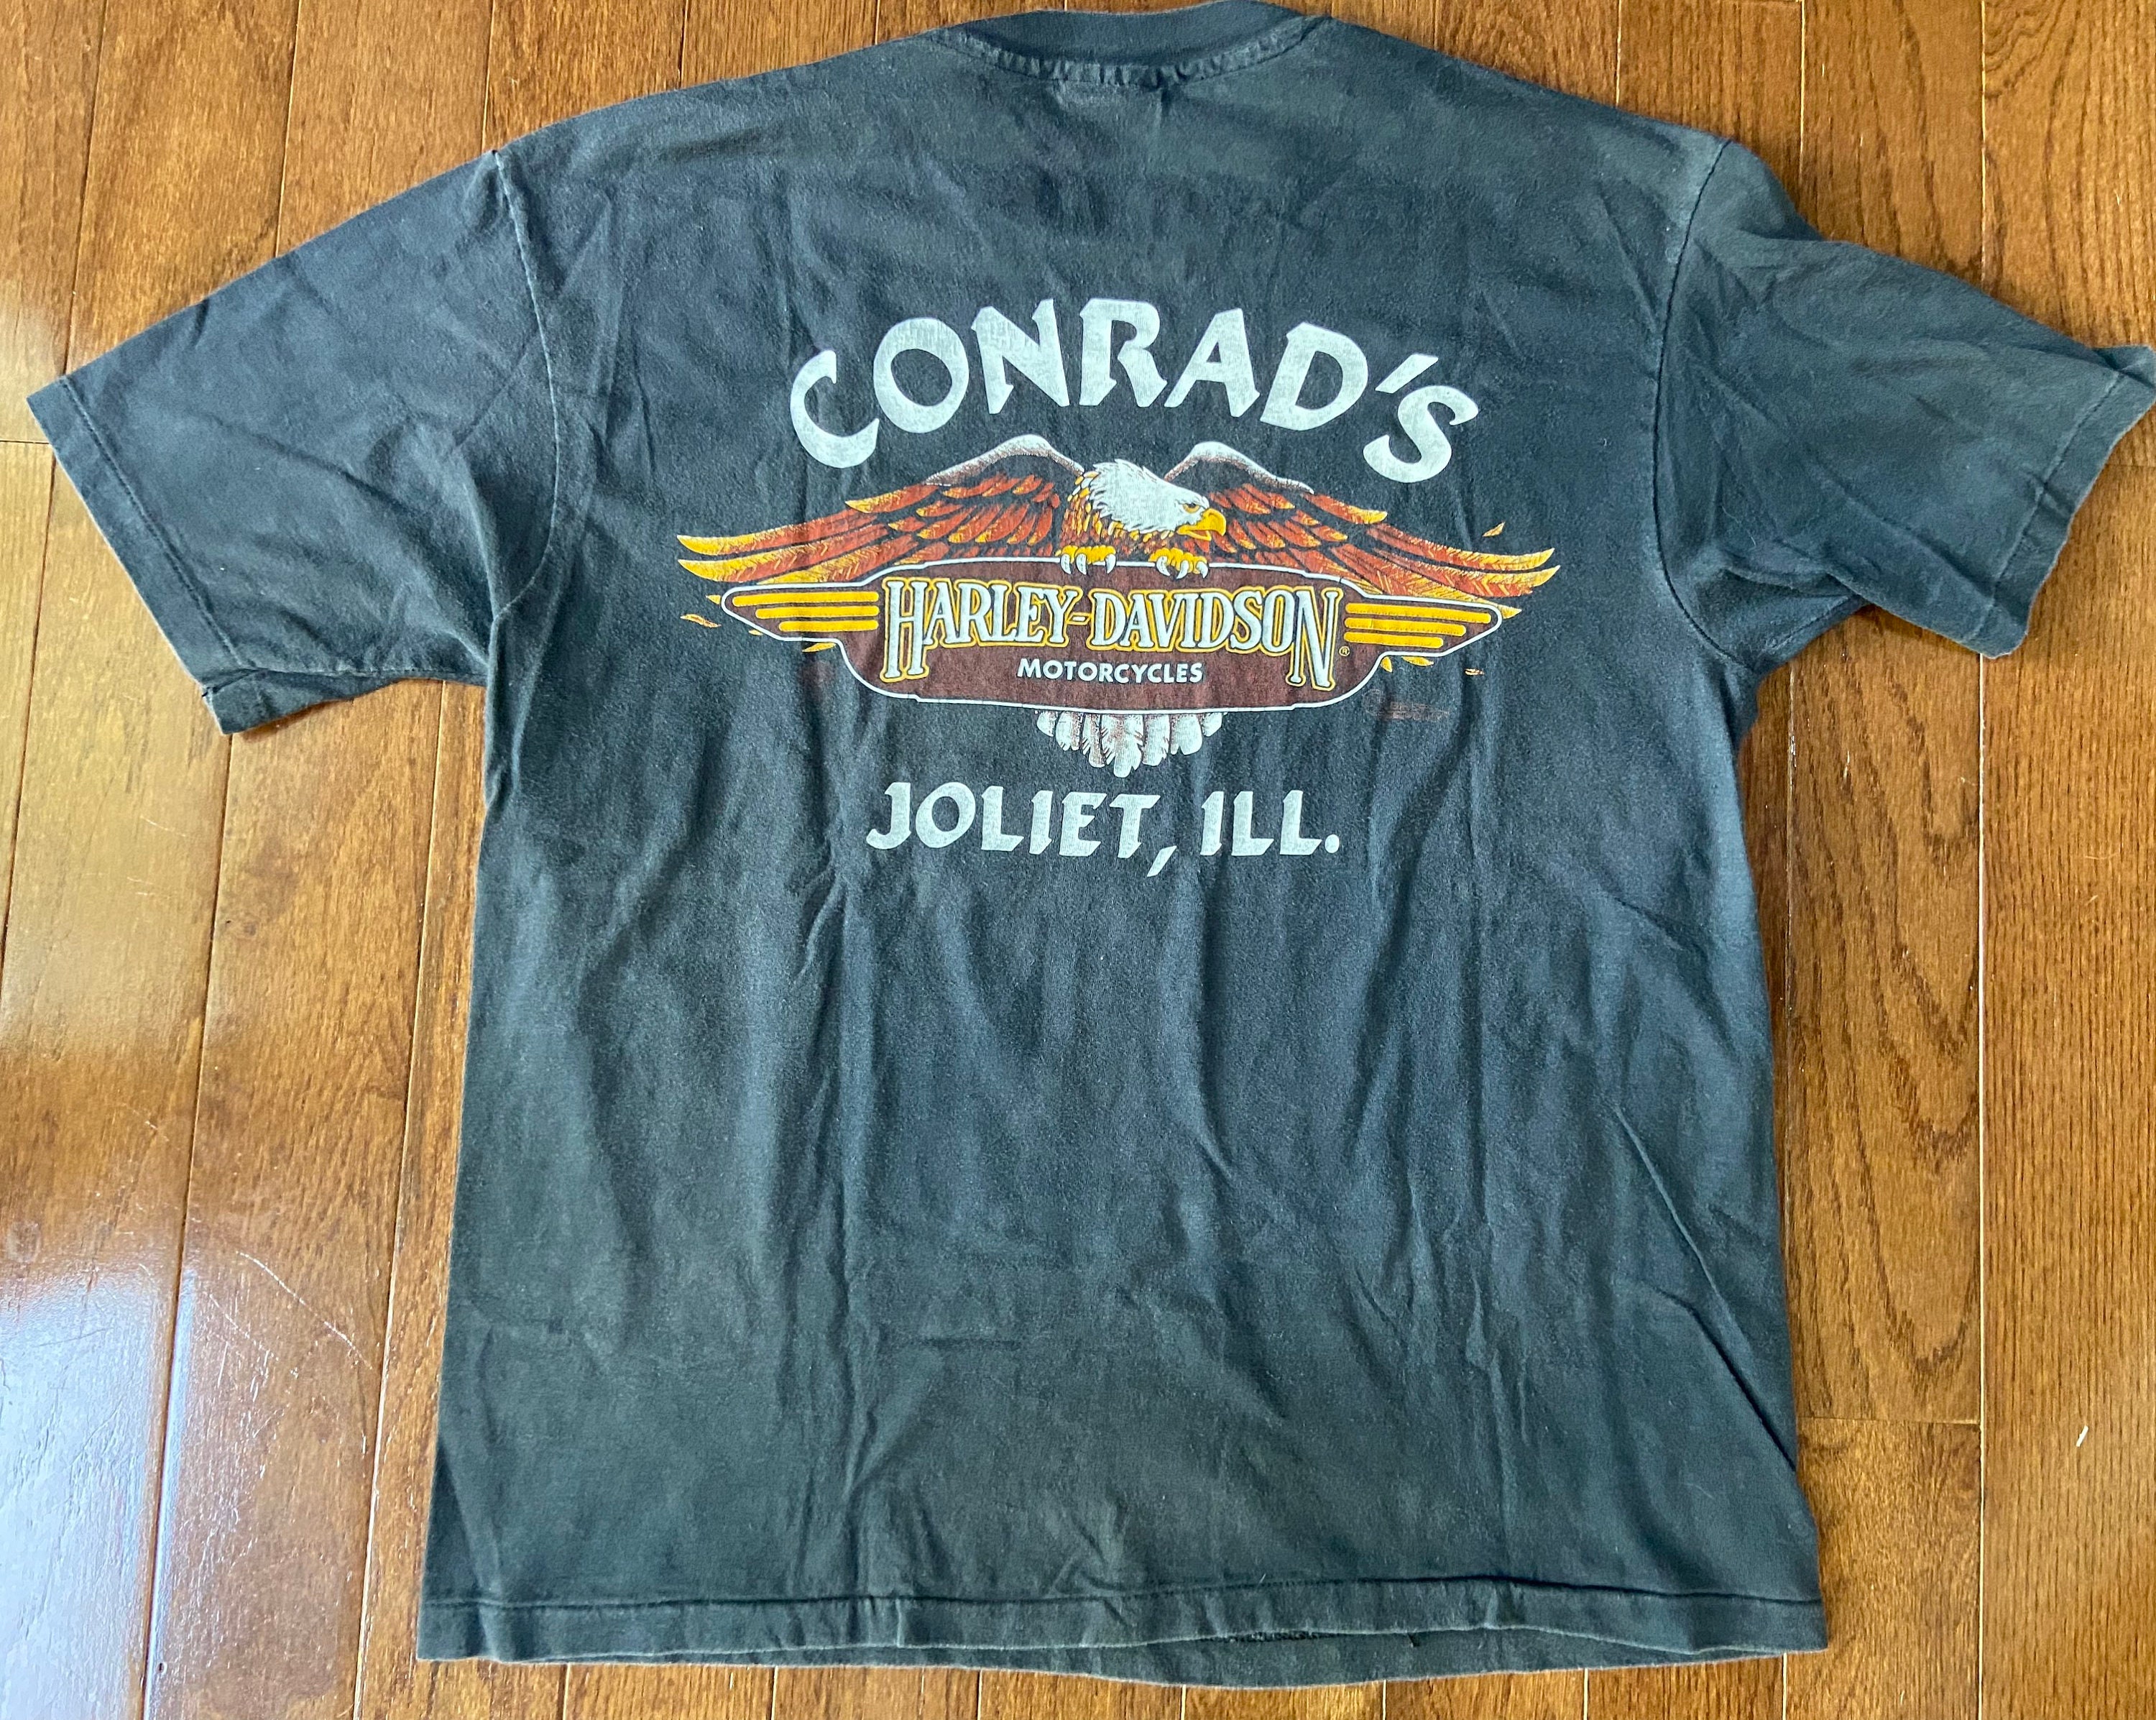 CONRAD'S
HARLEY-DAVIDSON®
MOTORCYCLES
JOLIET, ILL.